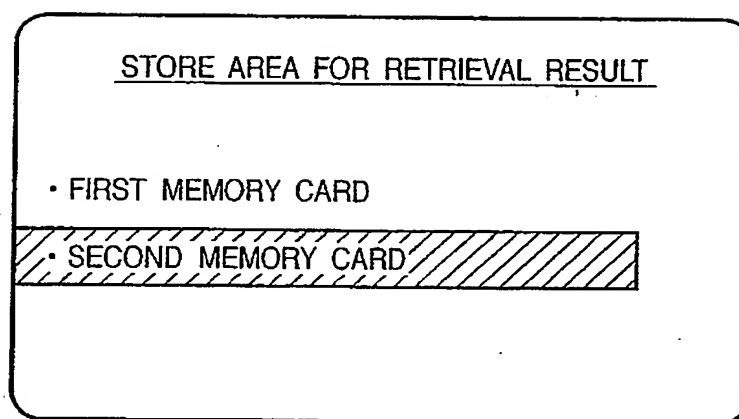 STORE AREA FOR RETRIEVAL RESULT
· FIRST MEMORY CARD
· SECOND MEMORY CARD